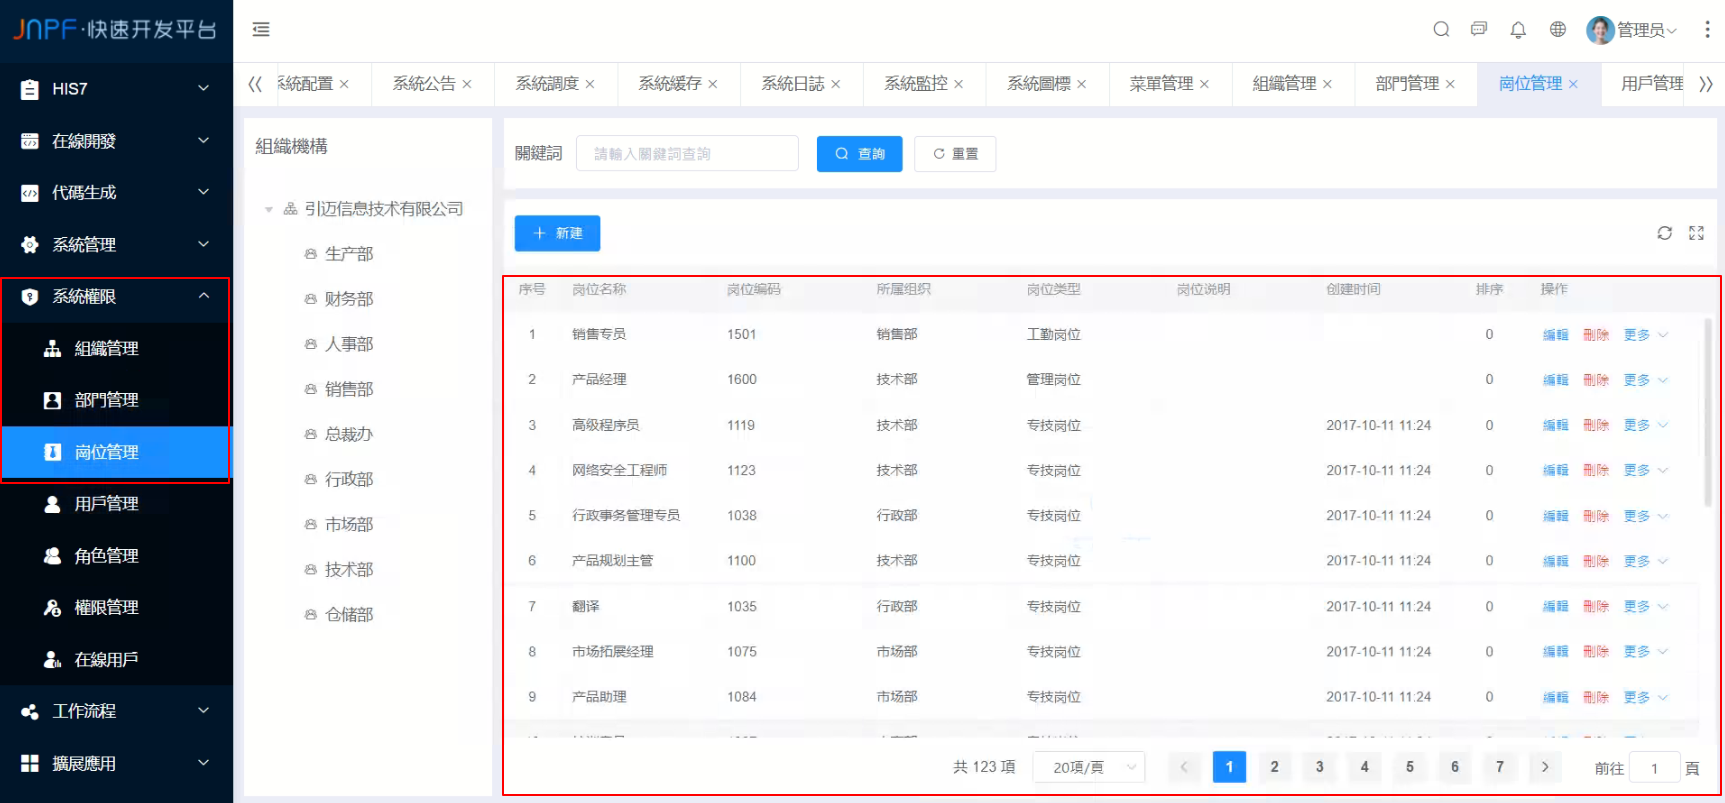 JNPF·快速开发平台
管理员
系統配置 × 系統公告 × 系統調度 × 系統緩存 × 系統日誌 × 系統監控 × 系統圖標 × 菜單管理 × 組織管理 × 部門管理 × 岗位管理 × 用戶管理
HIS7
在線開發
代碼生成
系統管理
系統權限
組織管理
部門管理
岗位管理
用戶管理
角色管理
權限管理
在線用戶
工作流程
擴展應用
組織機構
引迈信息技术有限公司
生产部
财务部
人事部
销售部
总裁办
行政部
市场部
技术部
仓储部
關鍵詞 請輸入關鍵詞查詢 查詢 重置
新建
序号 岗位名称 岗位编码 所属组织 岗位类型 岗位说明 创建时间 排序 操作
1 销售专员 1501 销售部 工勤岗位 0 編輯 刪除 更多
2 产品经理 1600 技术部 管理岗位 0 編輯 刪除 更多
3 高级程序员 1119 技术部 专技岗位 2017-10-11 11:24 0 編輯 刪除 更多
4 网络安全工程师 1123 技术部 专技岗位 2017-10-11 11:24 0 編輯 刪除 更多
5 行政事务管理专员 1038 行政部 专技岗位 2017-10-11 11:24 0 編輯 刪除 更多
6 产品规划主管 1100 技术部 专技岗位 2017-10-11 11:24 0 編輯 刪除 更多
7 翻译 1035 行政部 专技岗位 2017-10-11 11:24 0 編輯 刪除 更多
8 市场拓展经理 1075 市场部 专技岗位 2017-10-11 11:24 0 編輯 刪除 更多
9 产品助理 1084 市场部 专技岗位 2017-10-11 11:24 0 編輯 刪除 更多
共 123 項 20項/頁 1 2 3 4 5 6 7 前往 1 頁